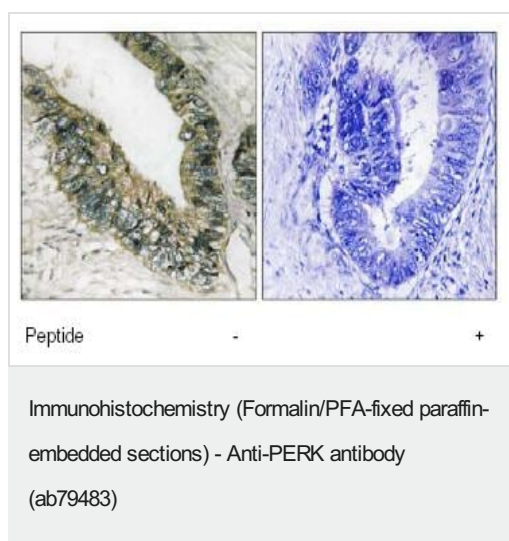 Peptide - +
Immunohistochemistry (Formalin/PFA-fixed paraffin-
embedded sections) - Anti-PERK antibody
(ab79483)